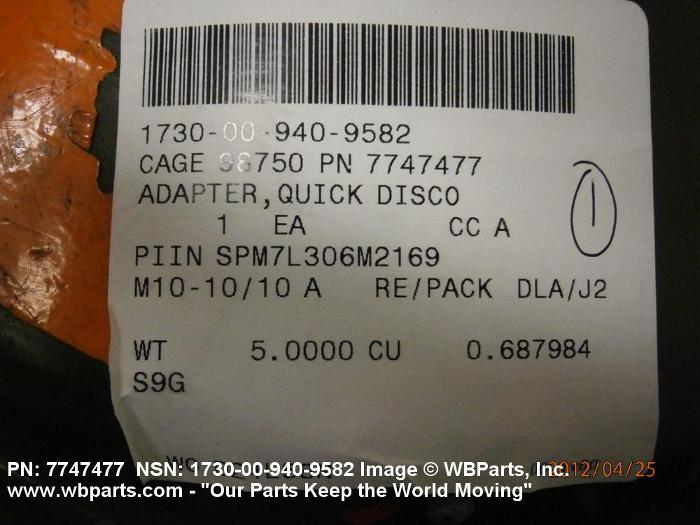 1730-00-940-9582
CAGE 98750 PN 7747477
ADAPTER,QUICK DISCO
1 EA CC A
1
PIIN SPM7L306M2169
M10-10/10 A RE/PACK DLA/J2
WT 5.0000 CU 0.687984
S9G
PN: 7747477 NSN: 1730-00-940-9582 Image © WBParts, Inc.
2012/04/25
www.wbparts.com - "Our Parts Keep the World Moving"